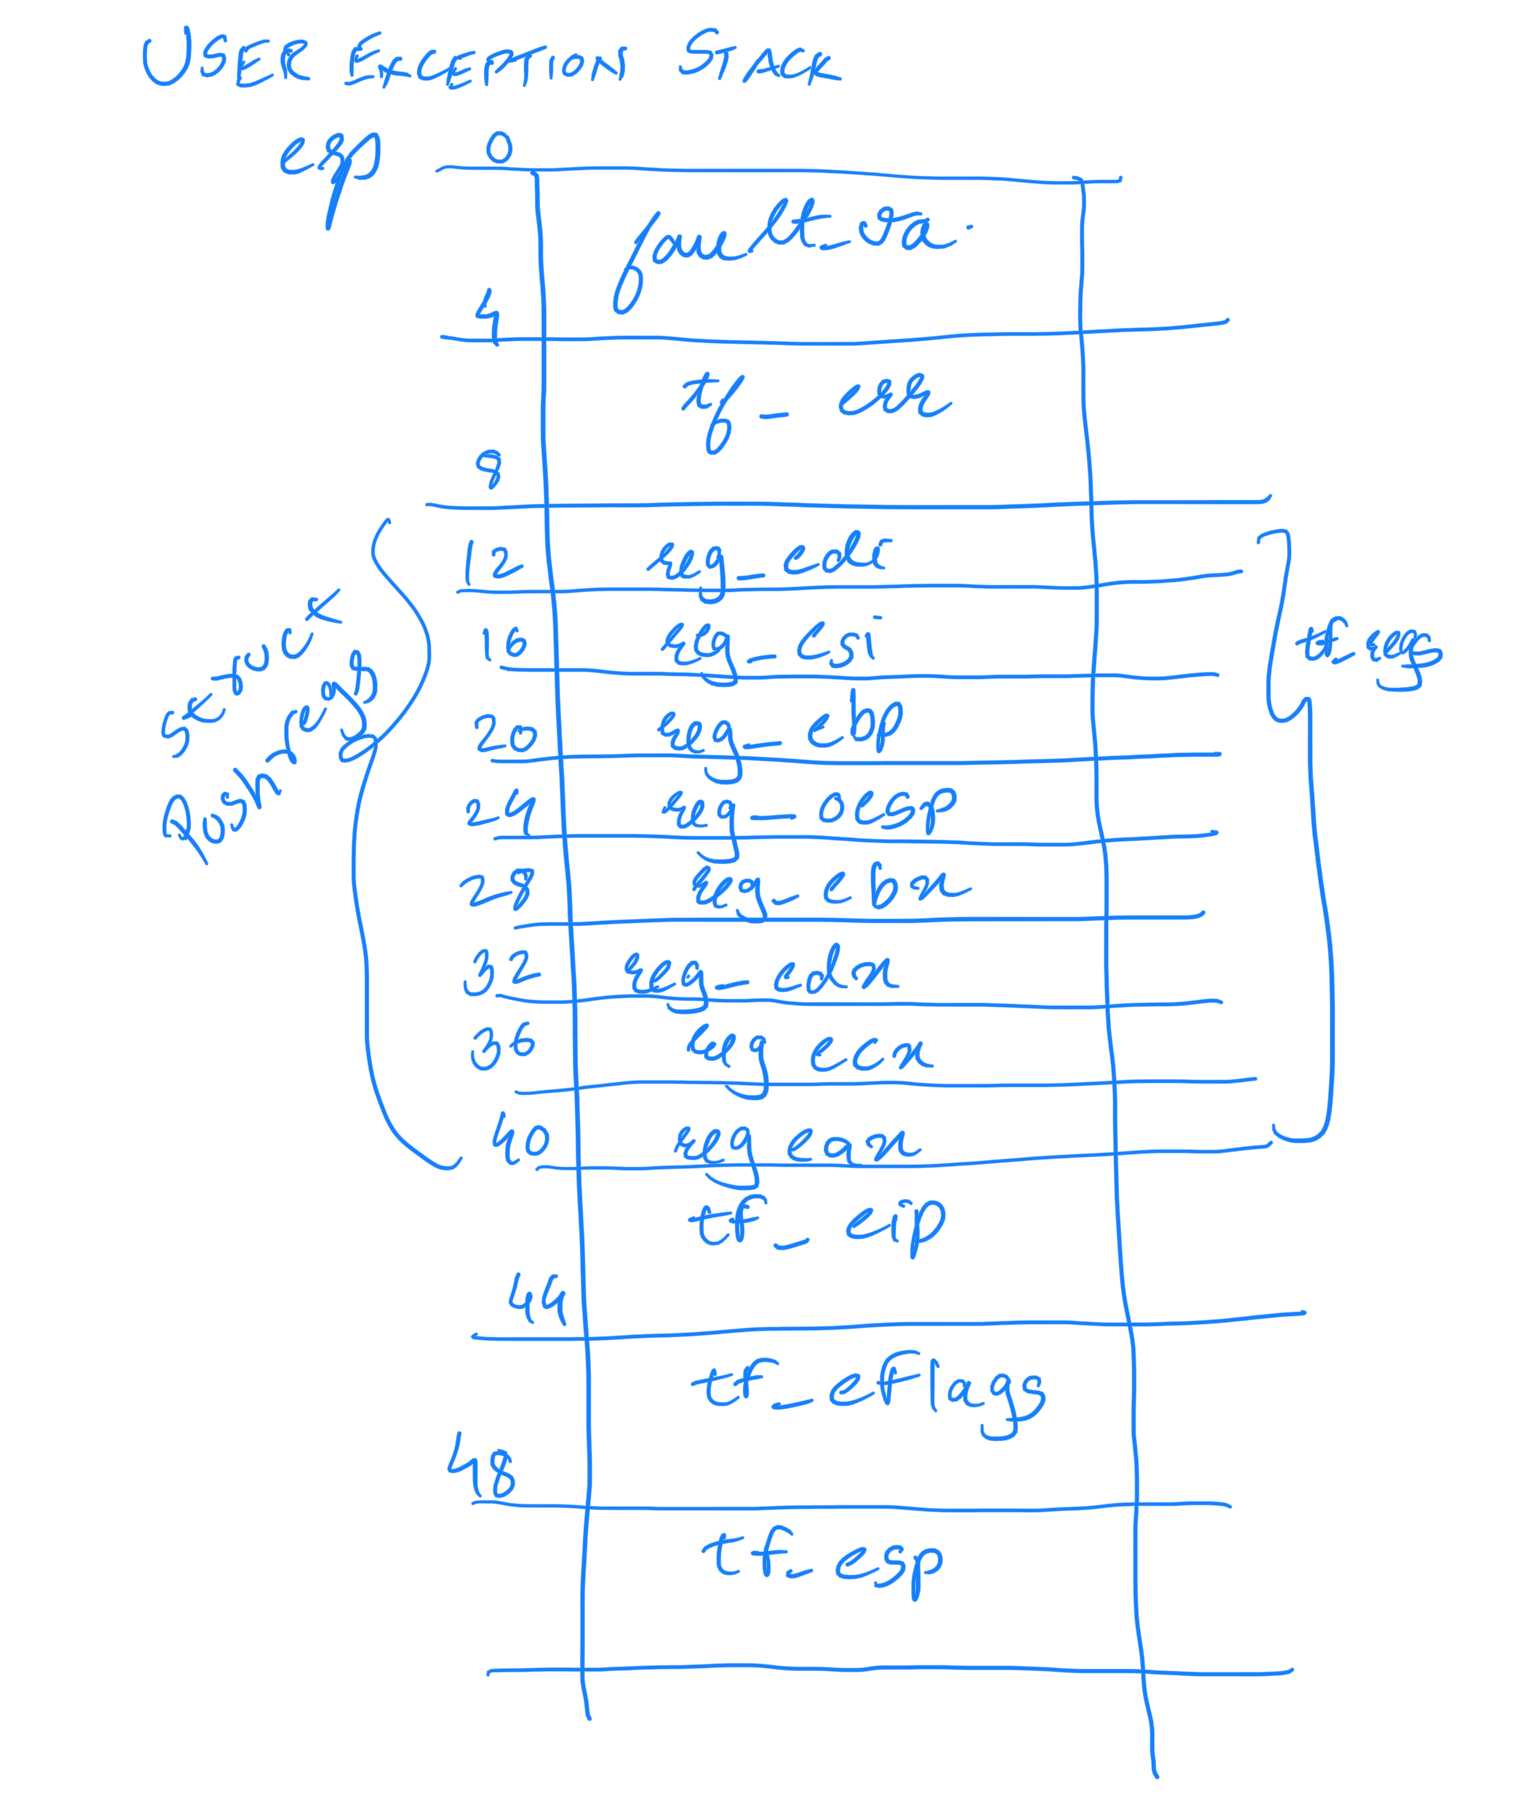 USER EXCEPTION STACK
esp 0
fault_va
4
tf_err
8
12 reg_edi
16 reg_esi
struct Pushregs
tf_regs
20 reg_ebp
24 reg_oesp
28 reg_ebx
32 reg_edx
36 reg ecx
40 reg eax
tf_eip
44
tf_eflags
48
tf_esp